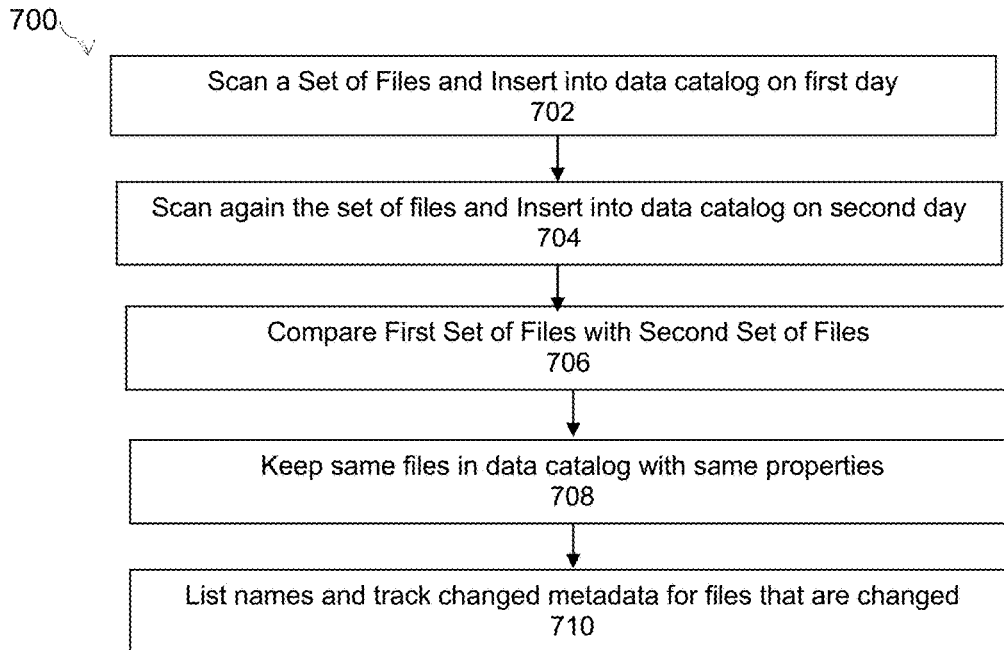 700
Scan a Set of Files and Insert into data catalog on first day
702
Scan again the set of files and Insert into data catalog on second day
704
Compare First Set of Files with Second Set of Files
706
Keep same files in data catalog with same properties
708
List names and track changed metadata for files that are changed
710